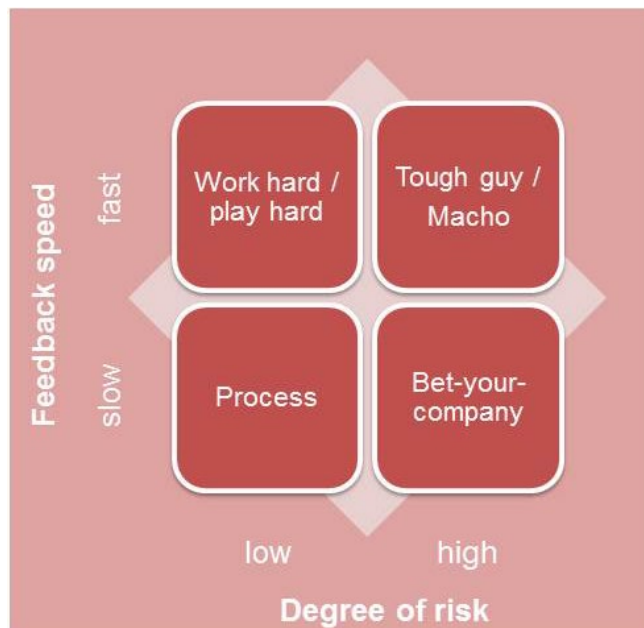 Feedback speed
fast
slow
Work hard /
play hard
Tough guy /
Macho
Process
Bet-your-
company
low
high
Degree of risk